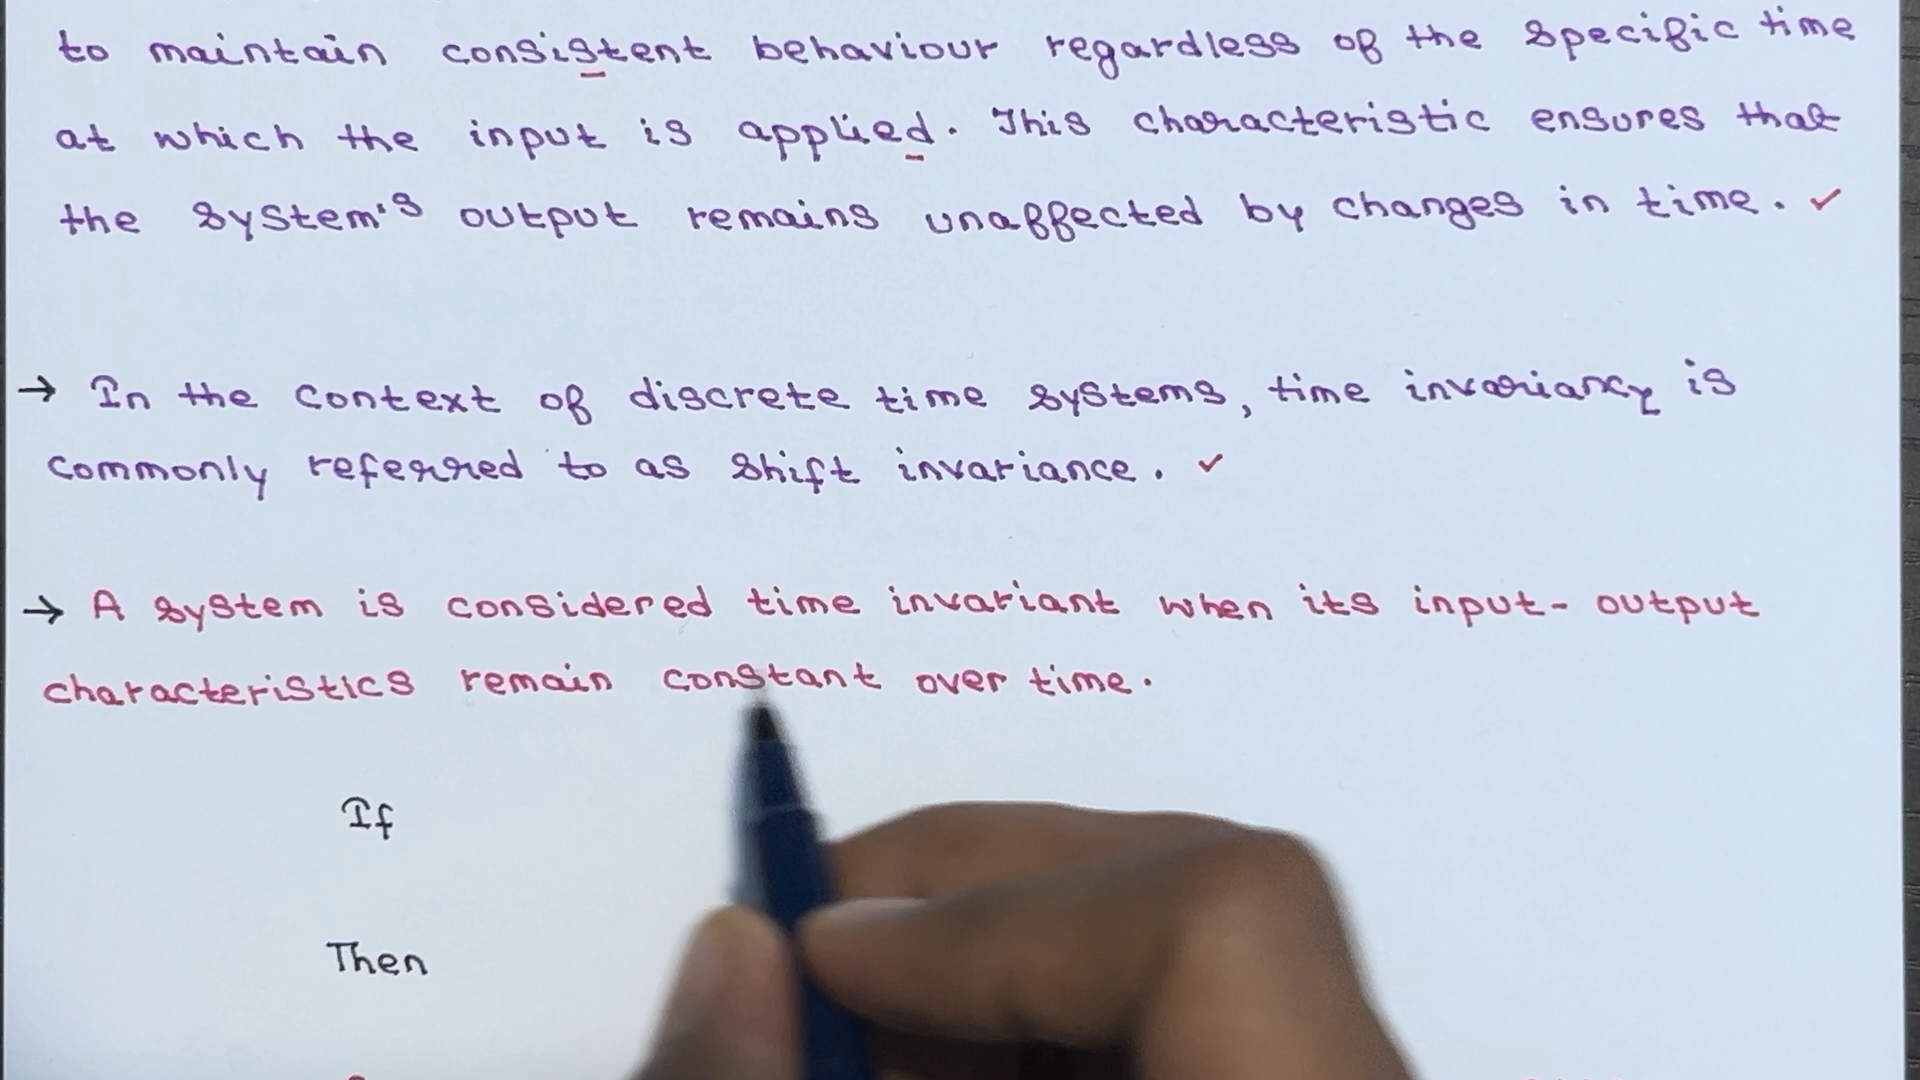 to maintain consistent behaviour regardless of the specific time
at which the input is applied. This characteristic ensures that
the system's output remains unaffected by changes in time. ✓
→ In the context of discrete time systems, time invariancy is
commonly referred to as shift invariance. ✓
→ A system is considered time invariant when its input-output
characteristics remain constant over time.
If
Then